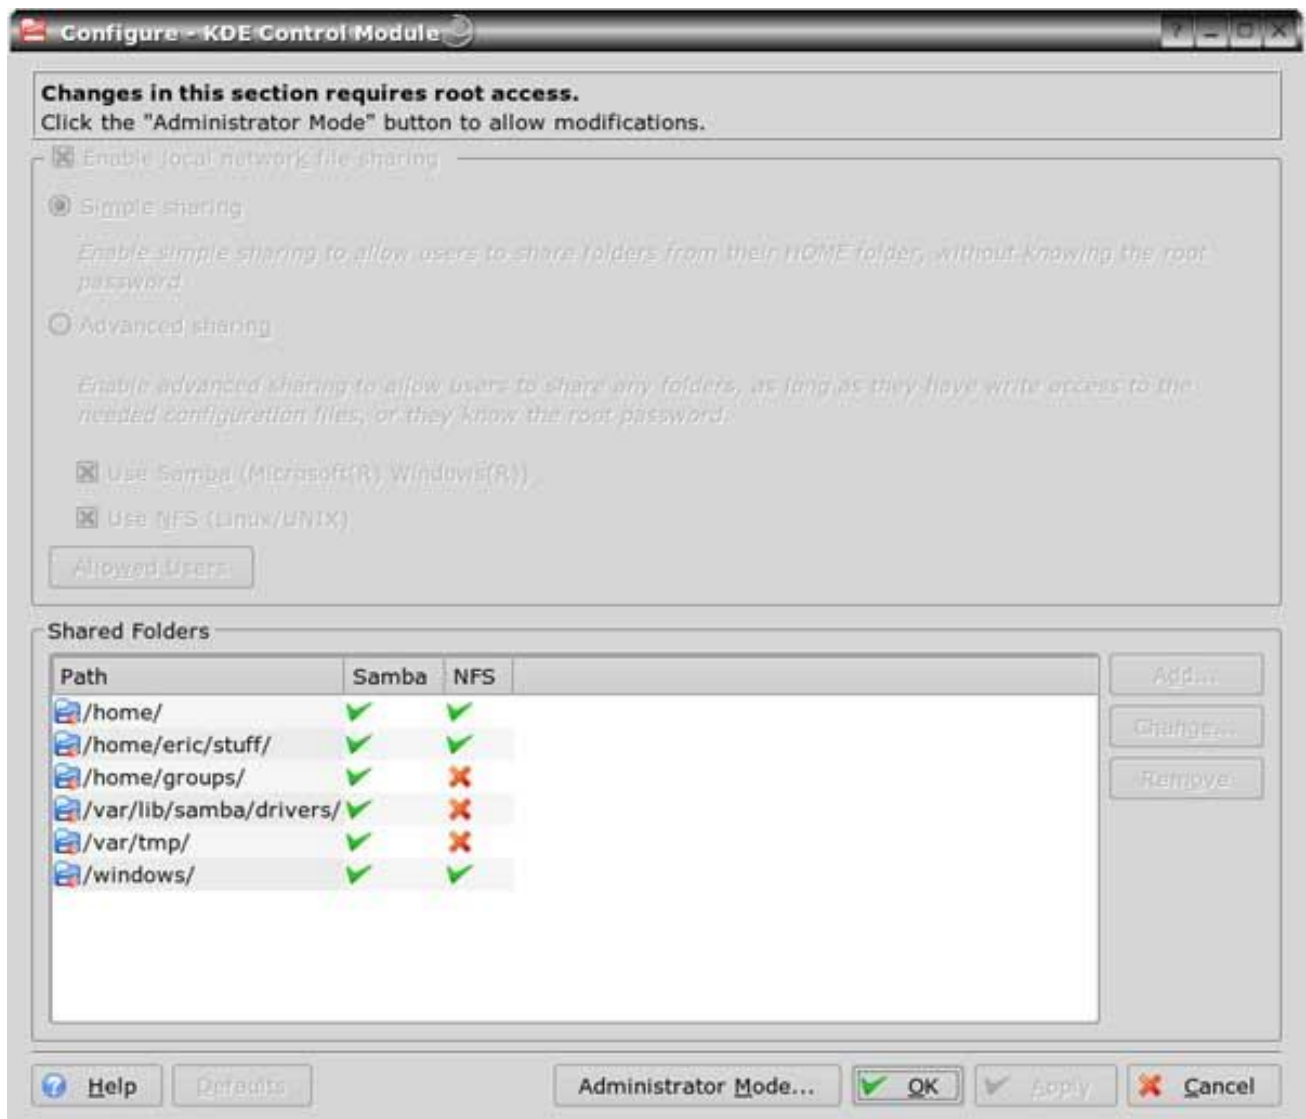 Configure - KDE Control Module
Changes in this section requires root access.
Click the "Administrator Mode" button to allow modifications.
Enable local network file sharing
Simple sharing
Enable simple sharing to allow users to share folders from their HOME folder, without knowing the root
password.
Advanced sharing
Enable advanced sharing to allow users to share any folders, as long as they have write access to the
needed configuration files, or they know the root password.
Use Samba (Microsoft(R) Windows(R))
Use NFS (Linux/UNIX)
Allowed Users
Shared Folders
Path Samba NFS
Add...
/home/
/home/eric/stuff/
Change...
/home/groups/
Remove
/var/lib/samba/drivers/
/var/tmp/
/windows/
Help Defaults Administrator Mode... OK Apply Cancel